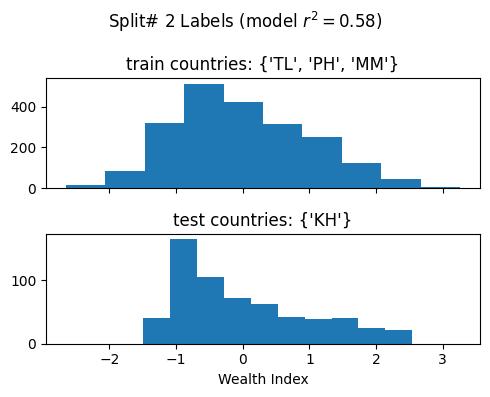 Split# 2 Labels (model r² = 0.58)
train countries: {'TL', 'PH', 'MM'}
400
200
0
test countries: {'KH'}
100
0
−2 −1 0 1 2 3
Wealth Index